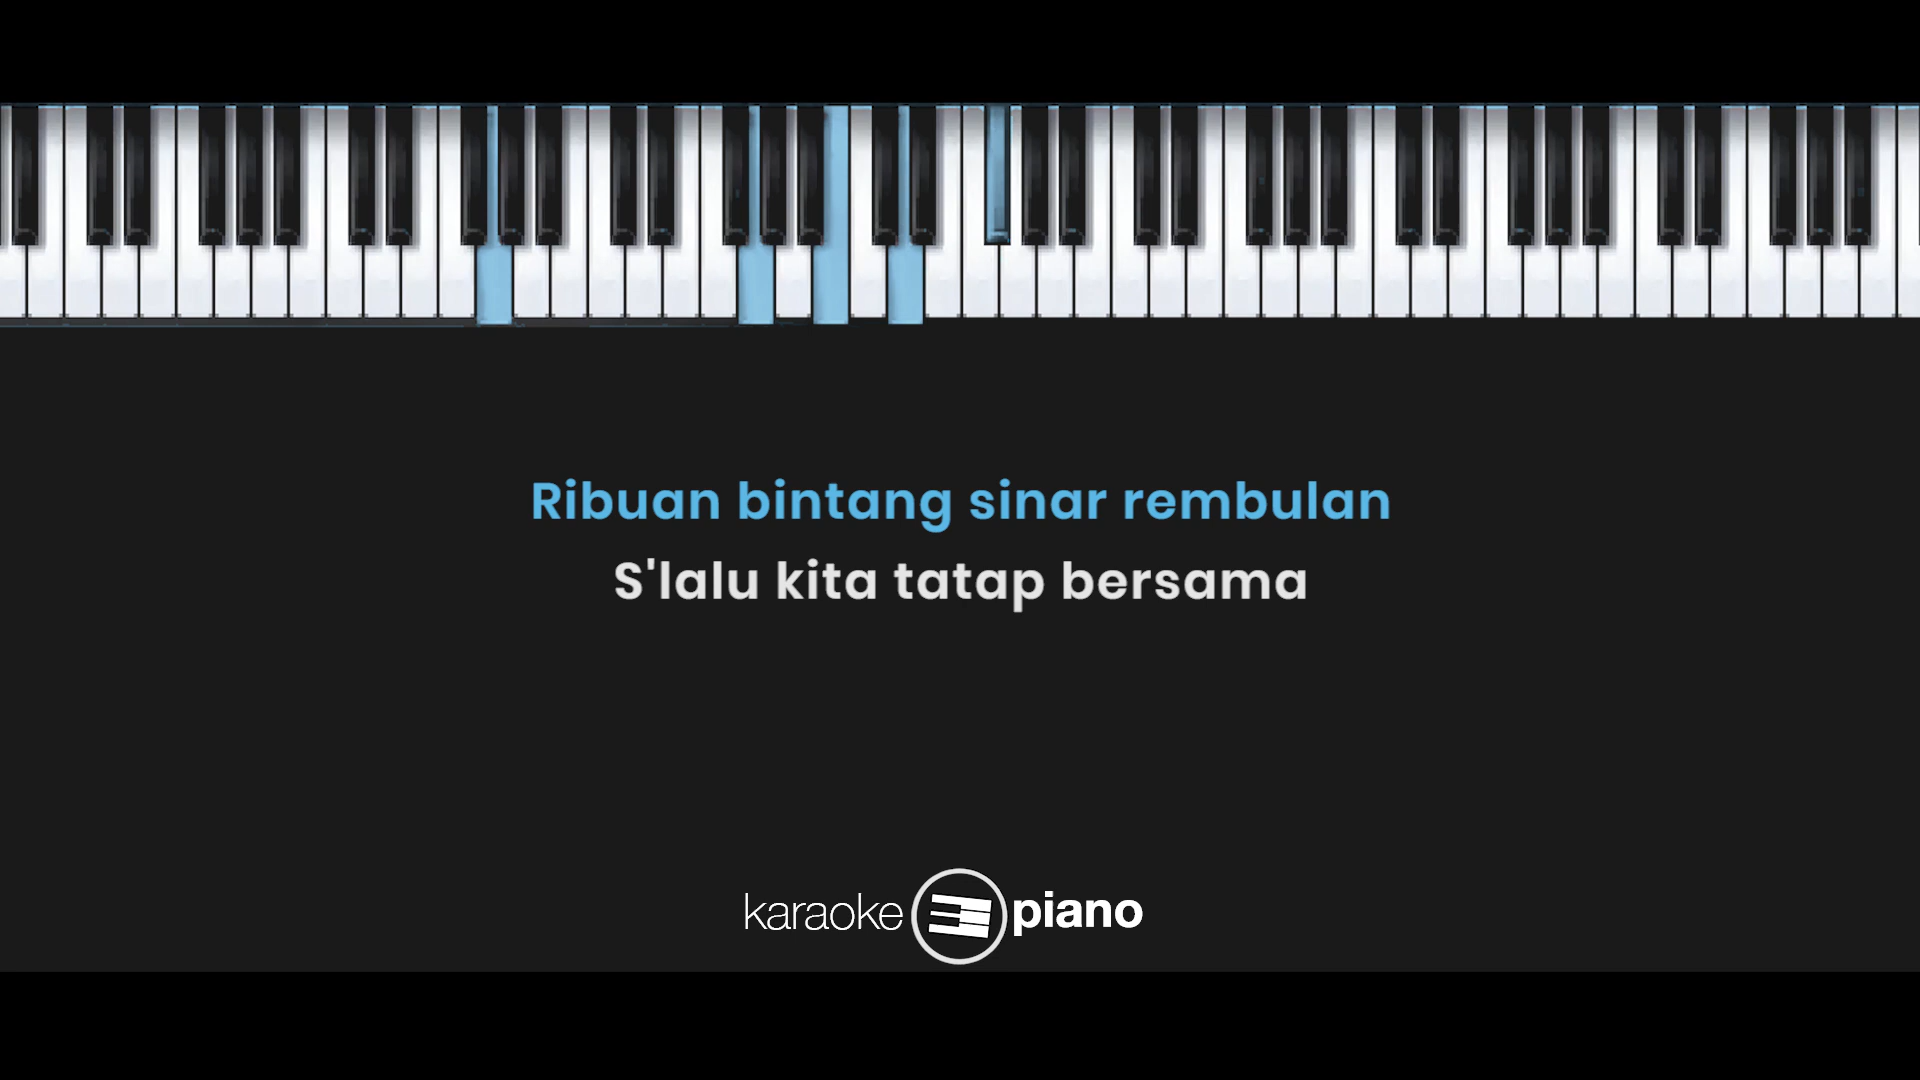 Ribuan bintang sinar rembulan
S'lalu kita tatap bersama
karaoke piano